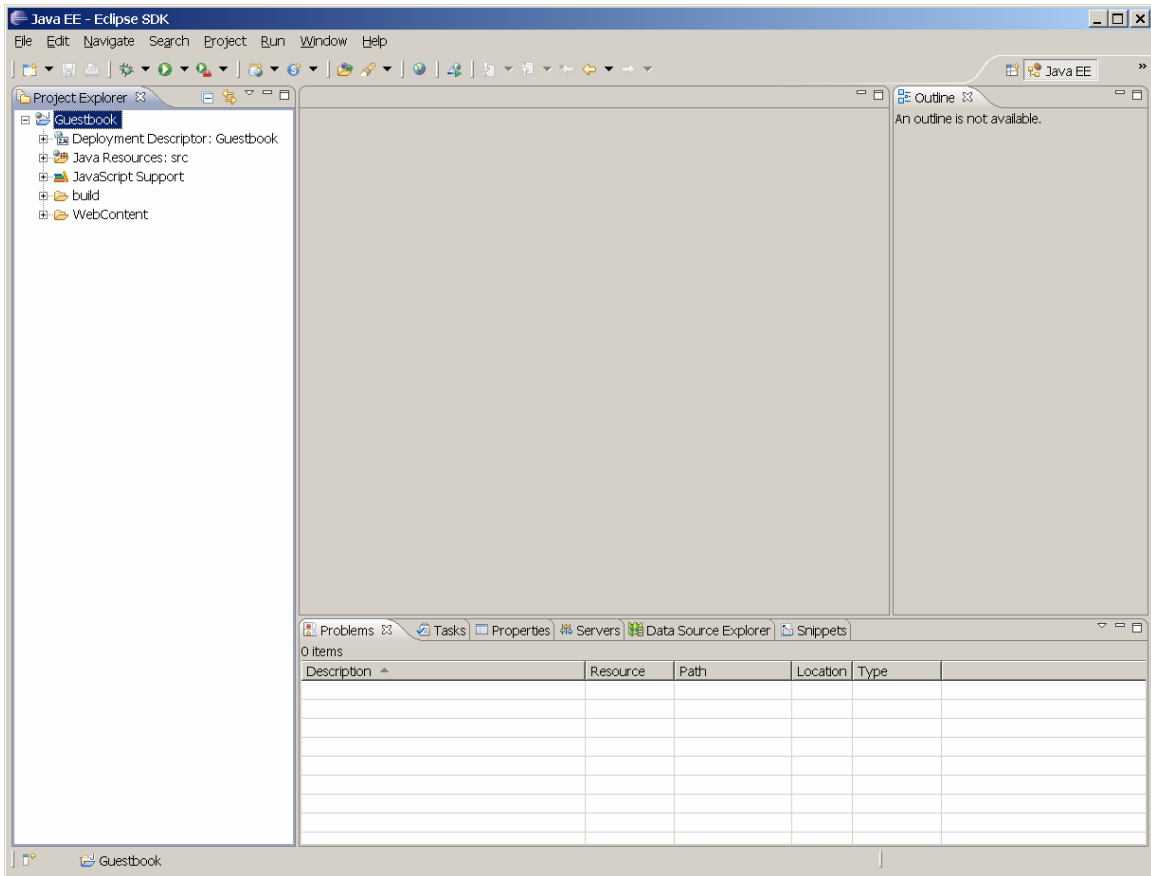 Java EE - Eclipse SDK
File Edit Navigate Search Project Run Window Help
Java EE »
Project Explorer
Guestbook
Deployment Descriptor: Guestbook
Java Resources: src
JavaScript Support
build
WebContent
Outline
An outline is not available.
Problems Tasks Properties Servers Data Source Explorer Snippets
0 items
Description Resource Path Location Type
Guestbook